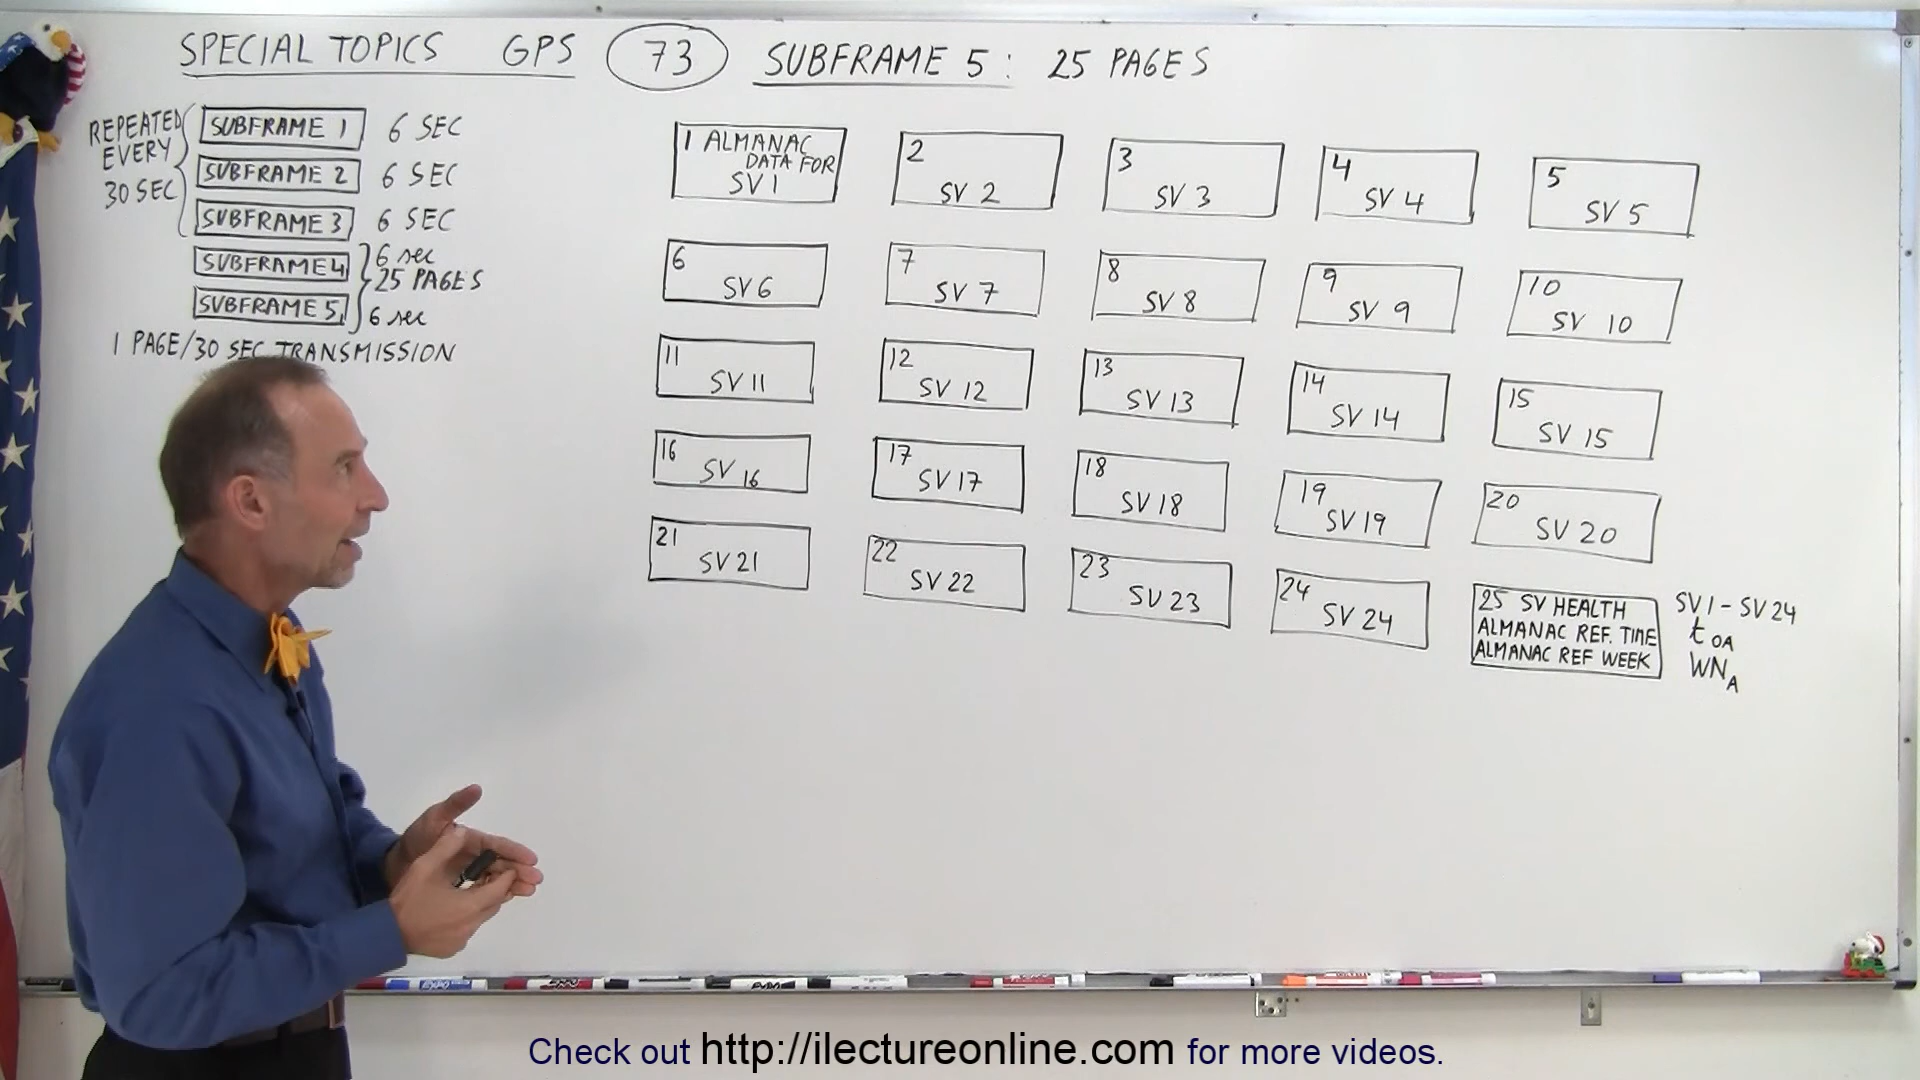 SPECIAL TOPICS GPS 73 SUBFRAME 5: 25 PAGES
REPEATED
EVERY
30 SEC
SUBFRAME 1 6 SEC
SUBFRAME 2 6 SEC
SUBFRAME 3 6 SEC
SUBFRAME 4 6 sec
25 PAGES
SUBFRAME 5 6 sec
1 PAGE/30 SEC TRANSMISSION
1 ALMANAC
DATA FOR
SV 1
2
SV 2
3
SV 3
4
SV 4
5
SV 5
6
SV 6
7
SV 7
8
SV 8
9
SV 9
10
SV 10
11
SV 11
12
SV 12
13
SV 13
14
SV 14
15
SV 15
16
SV 16
17
SV 17
18
SV 18
19
SV 19
20
SV 20
21
SV 21
22
SV 22
23
SV 23
24
SV 24
25 SV HEALTH SV1 - SV 24
ALMANAC REF. TIME t OA
ALMANAC REF WEEK WN A
Check out http://ilectureonline.com for more videos.